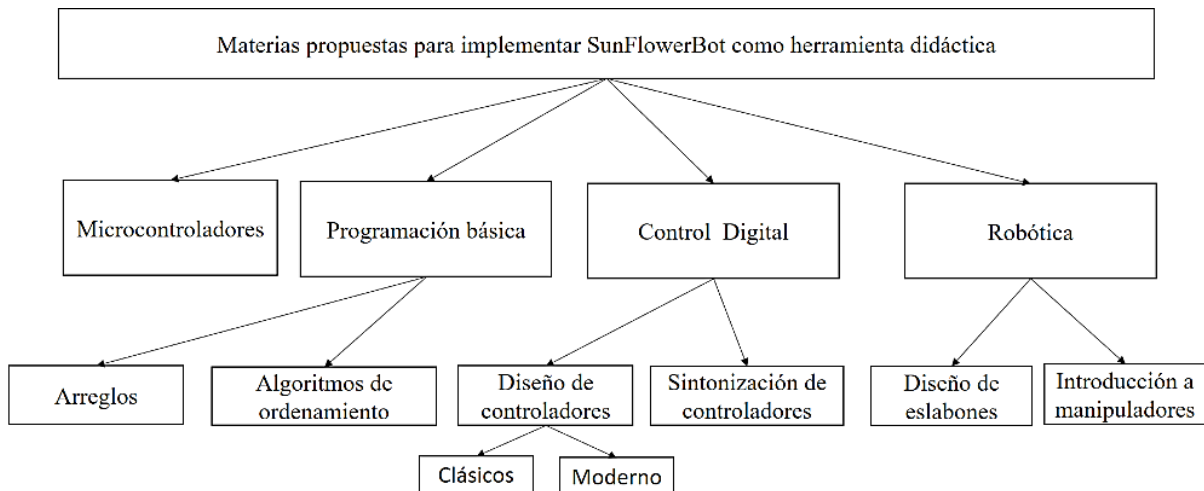 Materias propuestas para implementar SunFlowerBot como herramienta didáctica
Microcontroladores
Programación básica
Control Digital
Robótica
Arreglos
Algoritmos de
ordenamiento
Diseño de
controladores
Sintonización de
controladores
Diseño de
eslabones
Introducción a
manipuladores
Clásicos
Moderno